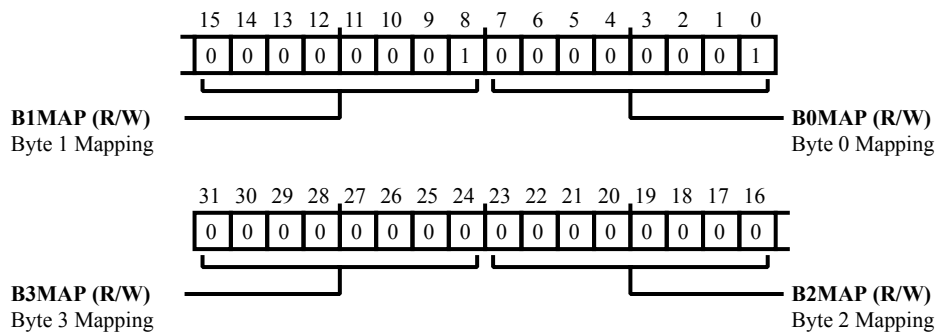 15 14 13 12 11 10 9 8 7 6 5 4 3 2 1 0
0 0 0 0 0 0 0 1 0 0 0 0 0 0 0 1
B1MAP (R/W)
Byte 1 Mapping
B0MAP (R/W)
Byte 0 Mapping
31 30 29 28 27 26 25 24 23 22 21 20 19 18 17 16
0 0 0 0 0 0 0 0 0 0 0 0 0 0 0 0
B3MAP (R/W)
Byte 3 Mapping
B2MAP (R/W)
Byte 2 Mapping